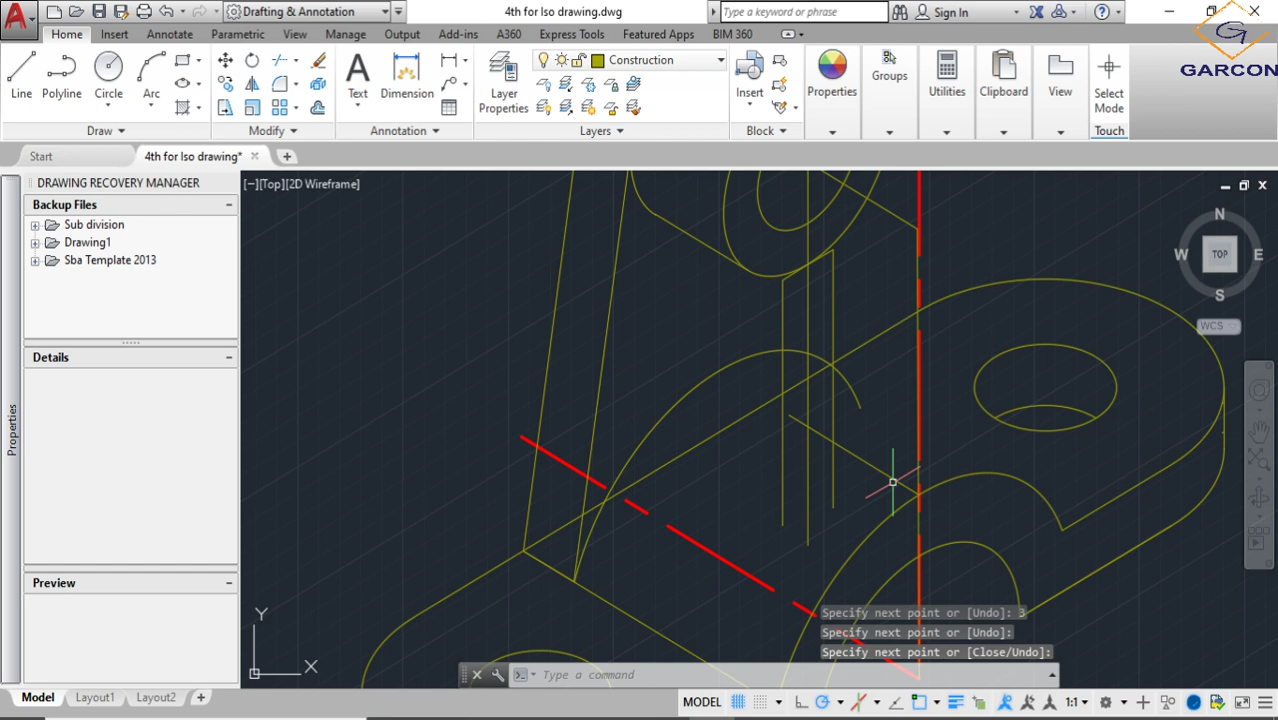 A Drafting & Annotation 4th for Iso drawing.dwg Type a keyword or phrase Sign In
Home Insert Annotate Parametric View Manage Output Add-ins A360 Express Tools Featured Apps BIM 360
G
GARCON
Construction
Line Polyline Circle Arc
A
Text Dimension
Layer Properties
Insert
Properties
Groups
Utilities
Clipboard
View
Select Mode
Draw Modify Annotation Layers Block Touch
Start 4th for Iso drawing*
DRAWING RECOVERY MANAGER
[−][Top][2D Wireframe]
Backup Files
Sub division
Drawing1
Sba Template 2013
Details
Preview
Properties
N
W TOP E
S
WCS
Y
X
Specify next point or [Undo]: 3
Specify next point or [Undo]:
Specify next point or [Close/Undo]:
Type a command
Model Layout1 Layout2
MODEL 1:1